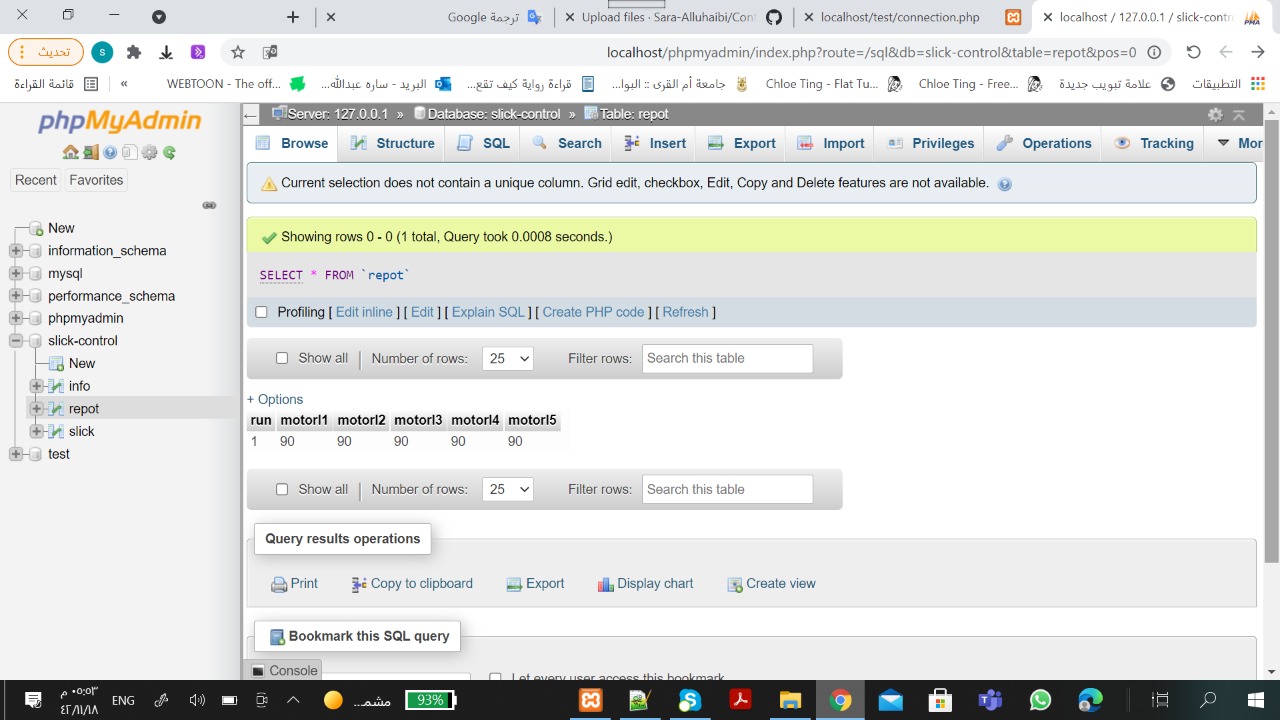 ترجمة Google
Upload files · Sara-Alluhaibi/Con
localhost/test/connection.php
localhost / 127.0.0.1 / slick-contr
تحديث
s
localhost/phpmyadmin/index.php?route=/sql&db=slick-control&table=repot&pos=0
قائمة القراءة
«
WEBTOON - The off...
البريد - ساره عبدالله...
قراء رواية كيف تقع...
جامعة أم القرى :: البوا...
Chloe Ting - Flat Tu...
Chloe Ting - Free...
علامة تبويب جديدة
التطبيقات
phpMyAdmin
Recent
Favorites
New
information_schema
mysql
performance_schema
phpmyadmin
slick-control
New
info
repot
slick
test
Server: 127.0.0.1 » Database: slick-control » Table: repot
Browse Structure SQL Search Insert Export Import Privileges Operations Tracking Mor
Current selection does not contain a unique column. Grid edit, checkbox, Edit, Copy and Delete features are not available.
Showing rows 0 - 0 (1 total, Query took 0.0008 seconds.)
SELECT * FROM `repot`
Profiling [ Edit inline ] [ Edit ] [ Explain SQL ] [ Create PHP code ] [ Refresh ]
Show all | Number of rows: 25 Filter rows: Search this table
+ Options
run motorl1 motorl2 motorl3 motorl4 motorl5
1 90 90 90 90 90
Show all | Number of rows: 25 Filter rows: Search this table
Query results operations
Print Copy to clipboard Export Display chart Create view
Bookmark this SQL query
Console
Let every user access this bookmark
٠٥:٥٣ م
٤٢/١١/١٨
ENG
مشمـ...
93%